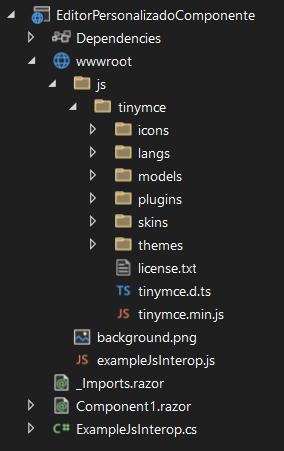 EditorPersonalizadoComponente
Dependencies
wwwroot
js
tinymce
icons
langs
models
plugins
skins
themes
license.txt
TS tinymce.d.ts
JS tinymce.min.js
background.png
JS exampleJsInterop.js
_Imports.razor
Component1.razor
C# ExampleJsInterop.cs